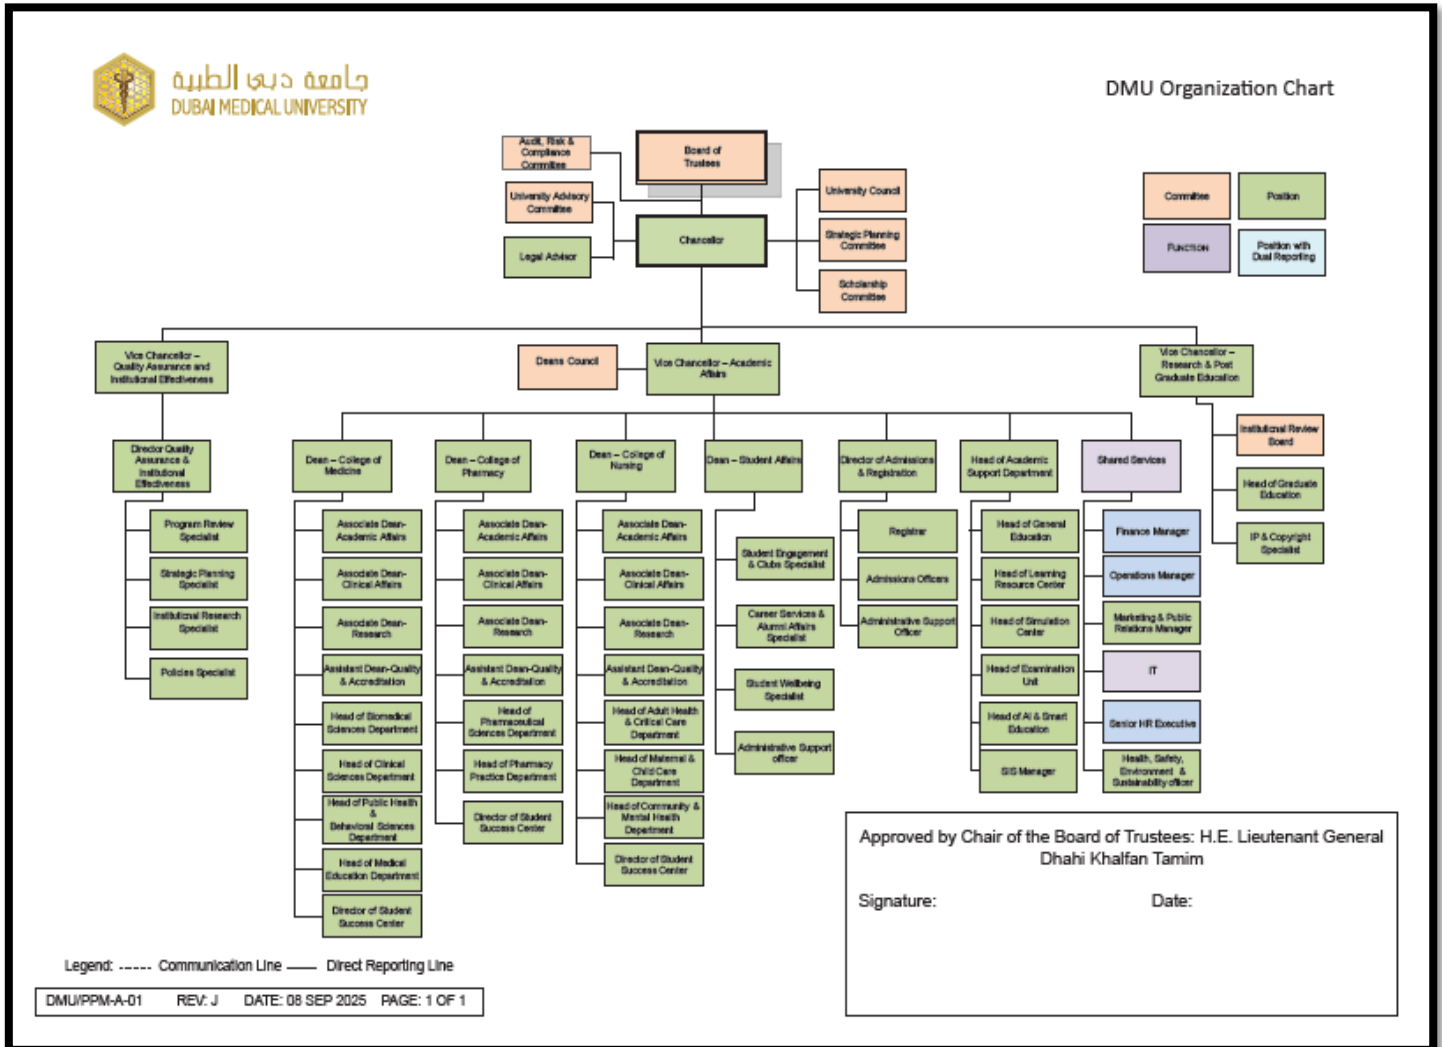 جامعة دبي الطبية
DUBAI MEDICAL UNIVERSITY
DMU Organization Chart
Audit, Risk &
Compliance
Committee
Board of
Trustees
University Advisory
Committee
University Council
Committee
Position
Chancellor
Strategic Planning
Committee
Legal Advisor
FUNCTION
Position with
Dual Reporting
Scholarship
Committee
Vice Chancellor –
Quality Assurance and
Institutional Effectiveness
Deans Council
Vice Chancellor – Academic
Affairs
Vice Chancellor –
Research & Post
Graduate Education
Director Quality
Assurance &
Institutional
Effectiveness
Program Review
Specialist
Strategic Planning
Specialist
Institutional Research
Specialist
Policies Specialist
Dean – College of
Medicine
Associate Dean-
Academic Affairs
Associate Dean-
Clinical Affairs
Associate Dean-
Research
Assistant Dean-Quality
& Accreditation
Head of Biomedical
Sciences Department
Head of Clinical
Sciences Department
Head of Public Health
&
Behavioral Sciences
Department
Head of Medical
Education Department
Director of Student
Success Center
Dean – College of
Pharmacy
Associate Dean-
Academic Affairs
Associate Dean-
Clinical Affairs
Associate Dean-
Research
Assistant Dean-Quality
& Accreditation
Head of
Pharmaceutical
Sciences Department
Head of Pharmacy
Practice Department
Director of Student
Success Center
Dean – College of
Nursing
Associate Dean-
Academic Affairs
Associate Dean-
Clinical Affairs
Associate Dean-
Research
Assistant Dean-Quality
& Accreditation
Head of Adult Health
& Critical Care
Department
Head of Maternal &
Child Care
Department
Head of Community &
Mental Health
Department
Director of Student
Success Center
Dean – Student Affairs
Student Engagement
& Clubs Specialist
Career Services &
Alumni Affairs
Specialist
Student Wellbeing
Specialist
Administrative Support
officer
Director of Admissions
& Registration
Registrar
Admissions Officers
Administrative Support
Officer
Head of Academic
Support Department
Head of General
Education
Head of Learning
Resource Center
Head of Simulation
Center
Head of Examination
Unit
Head of AI & Smart
Education
SIS Manager
Shared Services
Finance Manager
Operations Manager
Marketing & Public
Relations Manager
IT
Senior HR Executive
Health, Safety,
Environment &
Sustainability officer
Institutional Review
Board
Head of Graduate
Education
IP & Copyright
Specialist
Approved by Chair of the Board of Trustees: H.E. Lieutenant General
Dhahi Khalfan Tamim
Signature: Date:
Legend: ----- Communication Line —— Direct Reporting Line
DMU/PPM-A-01 REV: J DATE: 08 SEP 2025 PAGE: 1 OF 1